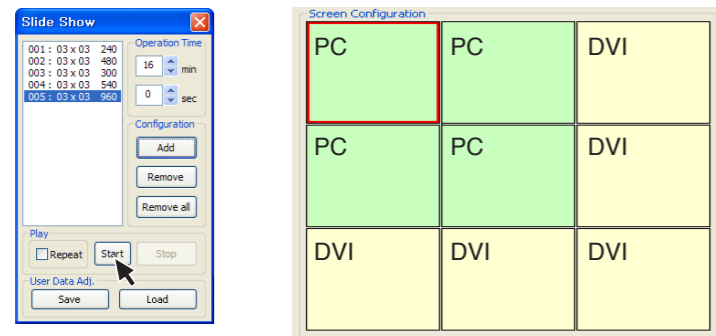 Slide Show
001 : 03 x 03 240
002 : 03 x 03 480
003 : 03 x 03 300
004 : 03 x 03 540
005 : 03 x 03 960
Operation Time
16 min
0 sec
Configuration
Add
Remove
Remove all
Play
Repeat Start Stop
User Data Adj.
Save Load
Screen Configuration
PC PC DVI
PC PC DVI
DVI DVI DVI